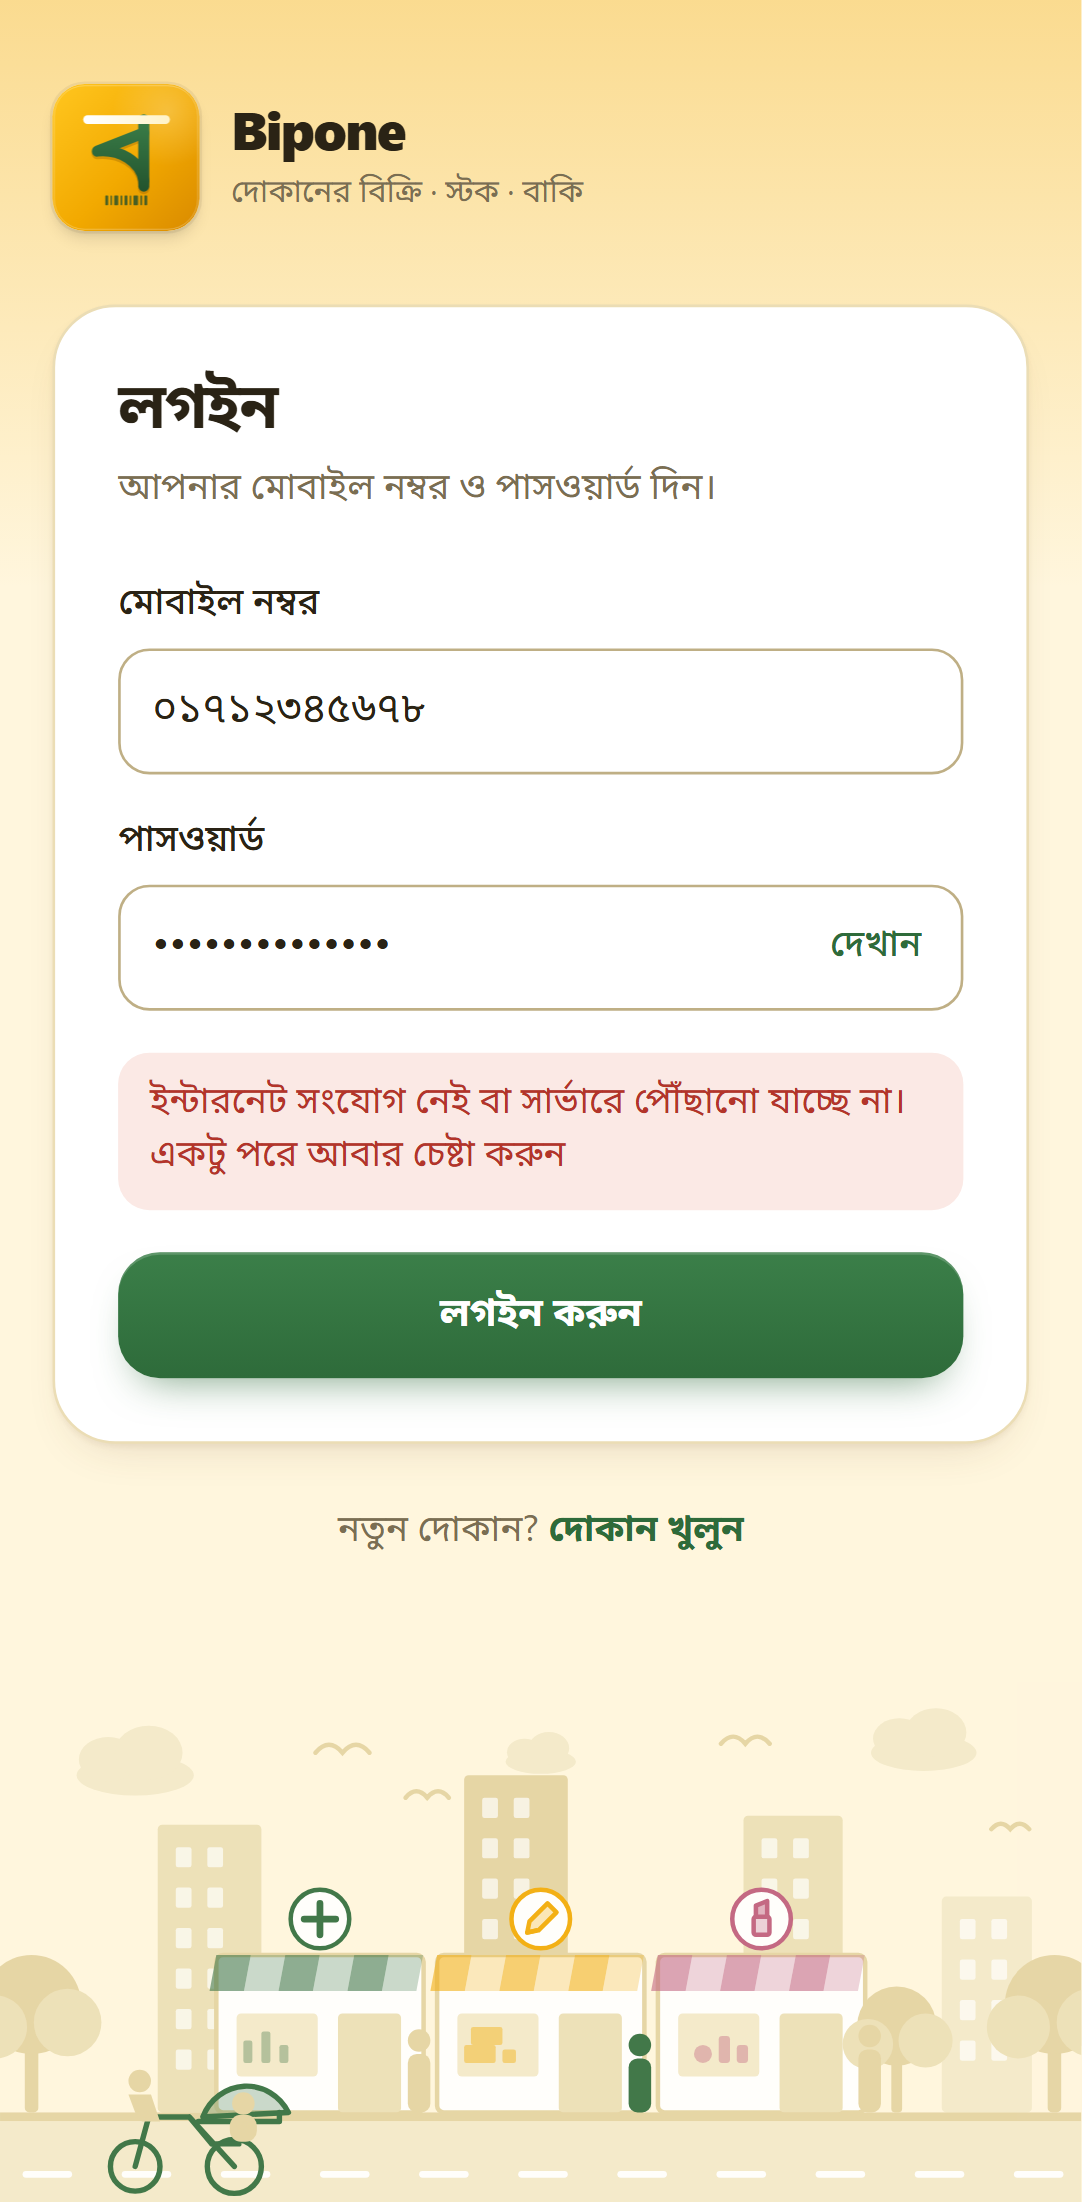 ব
Bipone
দোকানের বিক্রি · স্টক · বাকি
লগইন
আপনার মোবাইল নম্বর ও পাসওয়ার্ড দিন।
মোবাইল নম্বর
০১৭১২৩৪৫৬৭৮
পাসওয়ার্ড
••••••••••••••
দেখান
ইন্টারনেট সংযোগ নেই বা সার্ভারে পৌঁছানো যাচ্ছে না।
একটু পরে আবার চেষ্টা করুন
লগইন করুন
নতুন দোকান? দোকান খুলুন